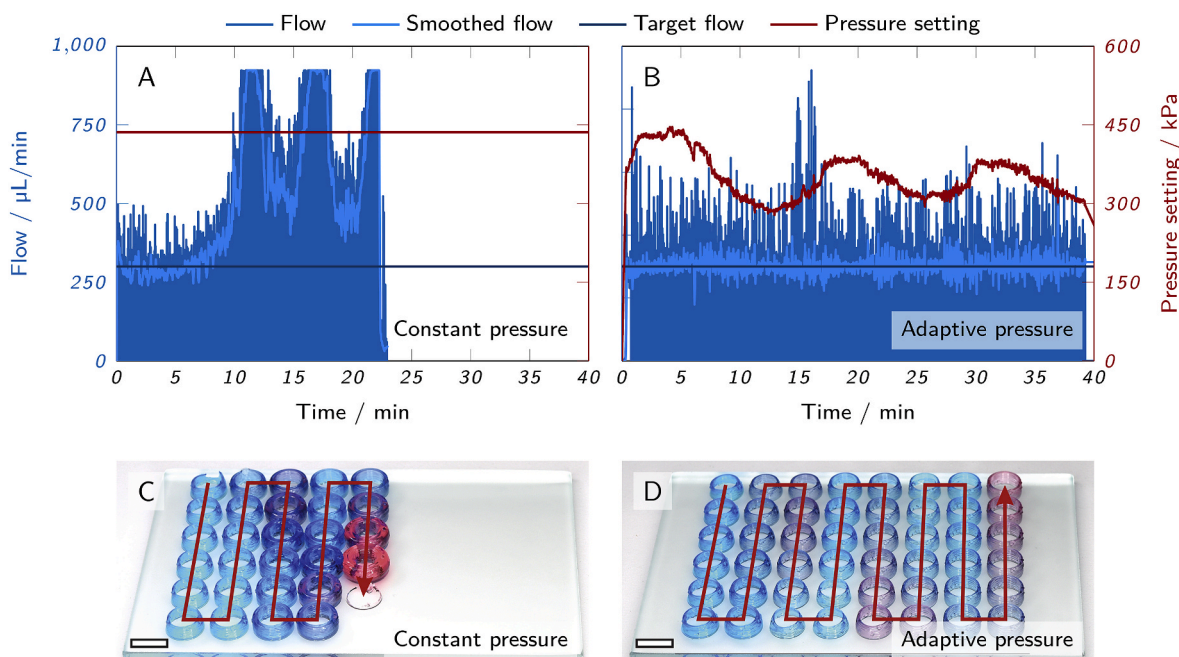 Flow Smoothed flow Target flow Pressure setting
1,000
750
500
250
0
Flow / µL/min
A
Constant pressure
0 5 10 15 20 25 30 35 40
Time / min
B
Adaptive pressure
0 5 10 15 20 25 30 35 40
Time / min
600
450
300
150
0
Pressure setting / kPa
C
Constant pressure
D
Adaptive pressure